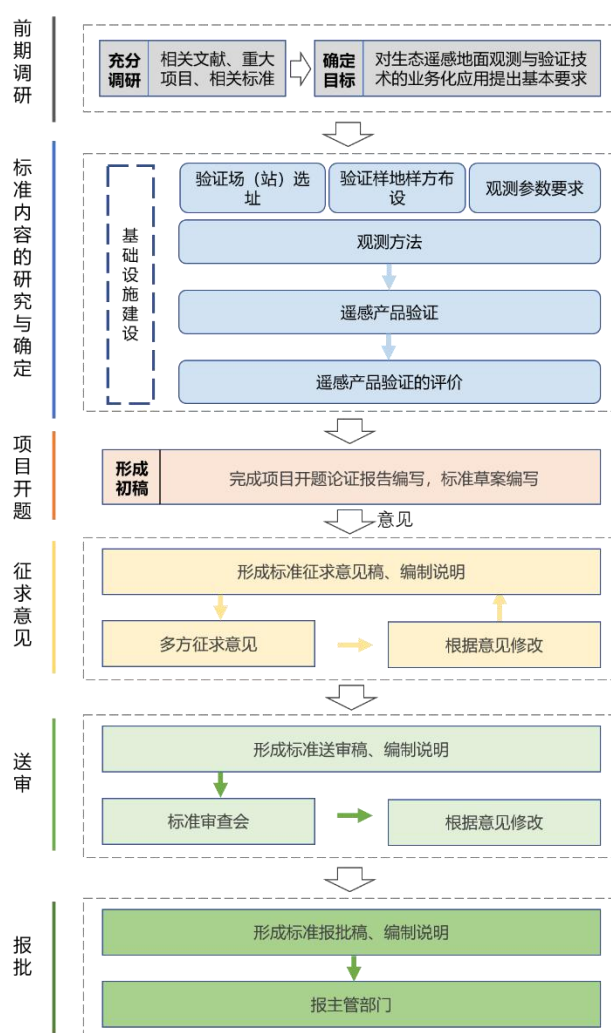 前期调研
充分
调研
相关文献、重大
项目、相关标准
确定
目标
对生态遥感地面观测与验证技
术的业务化应用提出基本要求
标准内容的研究与确定
基础设施建设
验证场（站）选
址
验证样地样方布
设
观测参数要求
观测方法
遥感产品验证
遥感产品验证的评价
项目开题
形成
初稿
完成项目开题论证报告编写，标准草案编写
意见
征求意见
形成标准征求意见稿、编制说明
多方征求意见
根据意见修改
送审
形成标准送审稿、编制说明
标准审查会
根据意见修改
报批
形成标准报批稿、编制说明
报主管部门